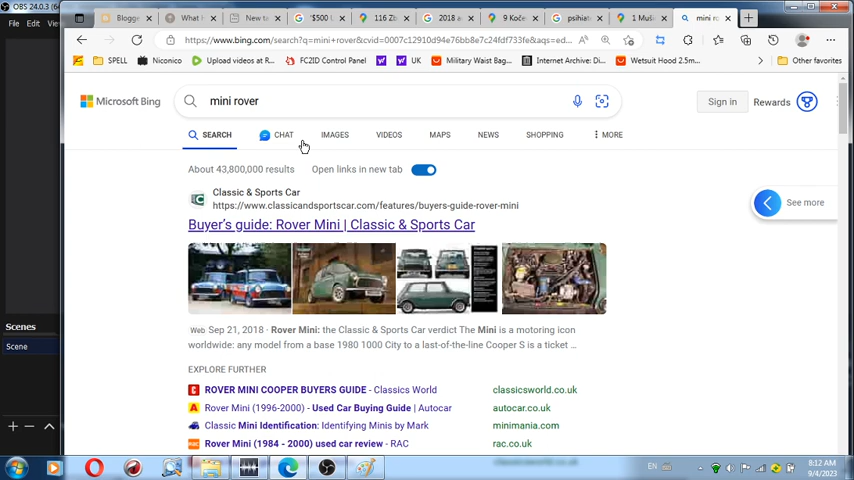 OBS 24.0.3 (64
File Edit View
Blogge
What I
New ta
"$500 l
116 Zb
2018 a
9 Koče
psihiat
1 Muš
mini ro
https://www.bing.com/search?q=mini+rover&cvid=0007c12910d94e76bb8e7c24fdf733fe&aqs=ed...
SPELL
Niconico
Upload videos at R...
FC2ID Control Panel
UK
Military Waist Bag...
Internet Archive: Di...
Wetsuit Hood 2.5m...
Other favorites
Microsoft Bing
mini rover
Sign in
Rewards
SEARCH
CHAT
IMAGES
VIDEOS
MAPS
NEWS
SHOPPING
MORE
About 43,800,000 results
Open links in new tab
Classic & Sports Car
https://www.classicandsportscar.com/features/buyers-guide-rover-mini
See more
Buyer's guide: Rover Mini | Classic & Sports Car
Web Sep 21, 2018 · Rover Mini: the Classic & Sports Car verdict The Mini is a motoring icon
worldwide: any model from a base 1980 1000 City to a last-of-the-line Cooper S is a ticket ...
EXPLORE FURTHER
ROVER MINI COOPER BUYERS GUIDE - Classics World
classicsworld.co.uk
Rover Mini (1996-2000) - Used Car Buying Guide | Autocar
autocar.co.uk
Classic Mini Identification: Identifying Minis by Mark
minimania.com
Rover Mini (1984 - 2000) used car review - RAC
rac.co.uk
Scenes
Scene
EN
8:12 AM
9/4/2023